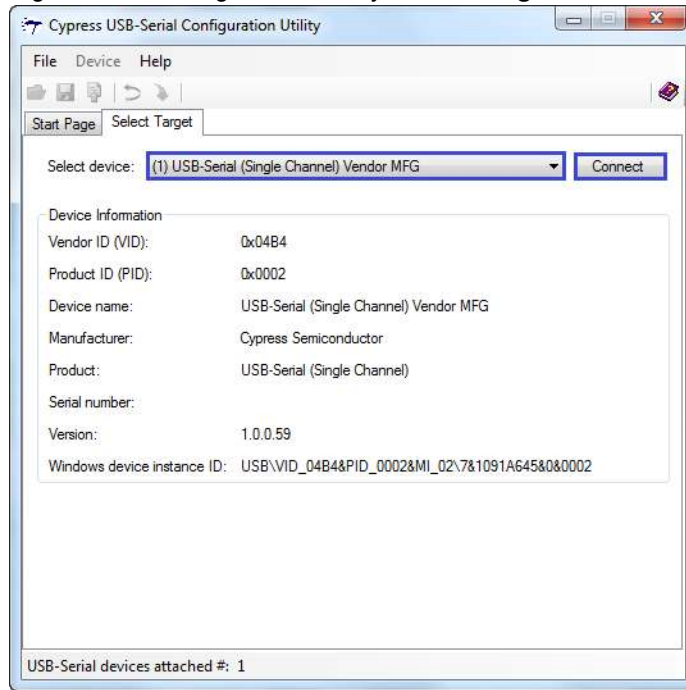 Cypress USB-Serial Configuration Utility
File Device Help
Start Page Select Target
Select device: (1) USB-Serial (Single Channel) Vendor MFG Connect
Device Information
Vendor ID (VID): 0x04B4
Product ID (PID): 0x0002
Device name: USB-Serial (Single Channel) Vendor MFG
Manufacturer: Cypress Semiconductor
Product: USB-Serial (Single Channel)
Serial number:
Version: 1.0.0.59
Windows device instance ID: USB\VID_04B4&PID_0002&MI_02\7&1091A645&0&0002
USB-Serial devices attached #: 1